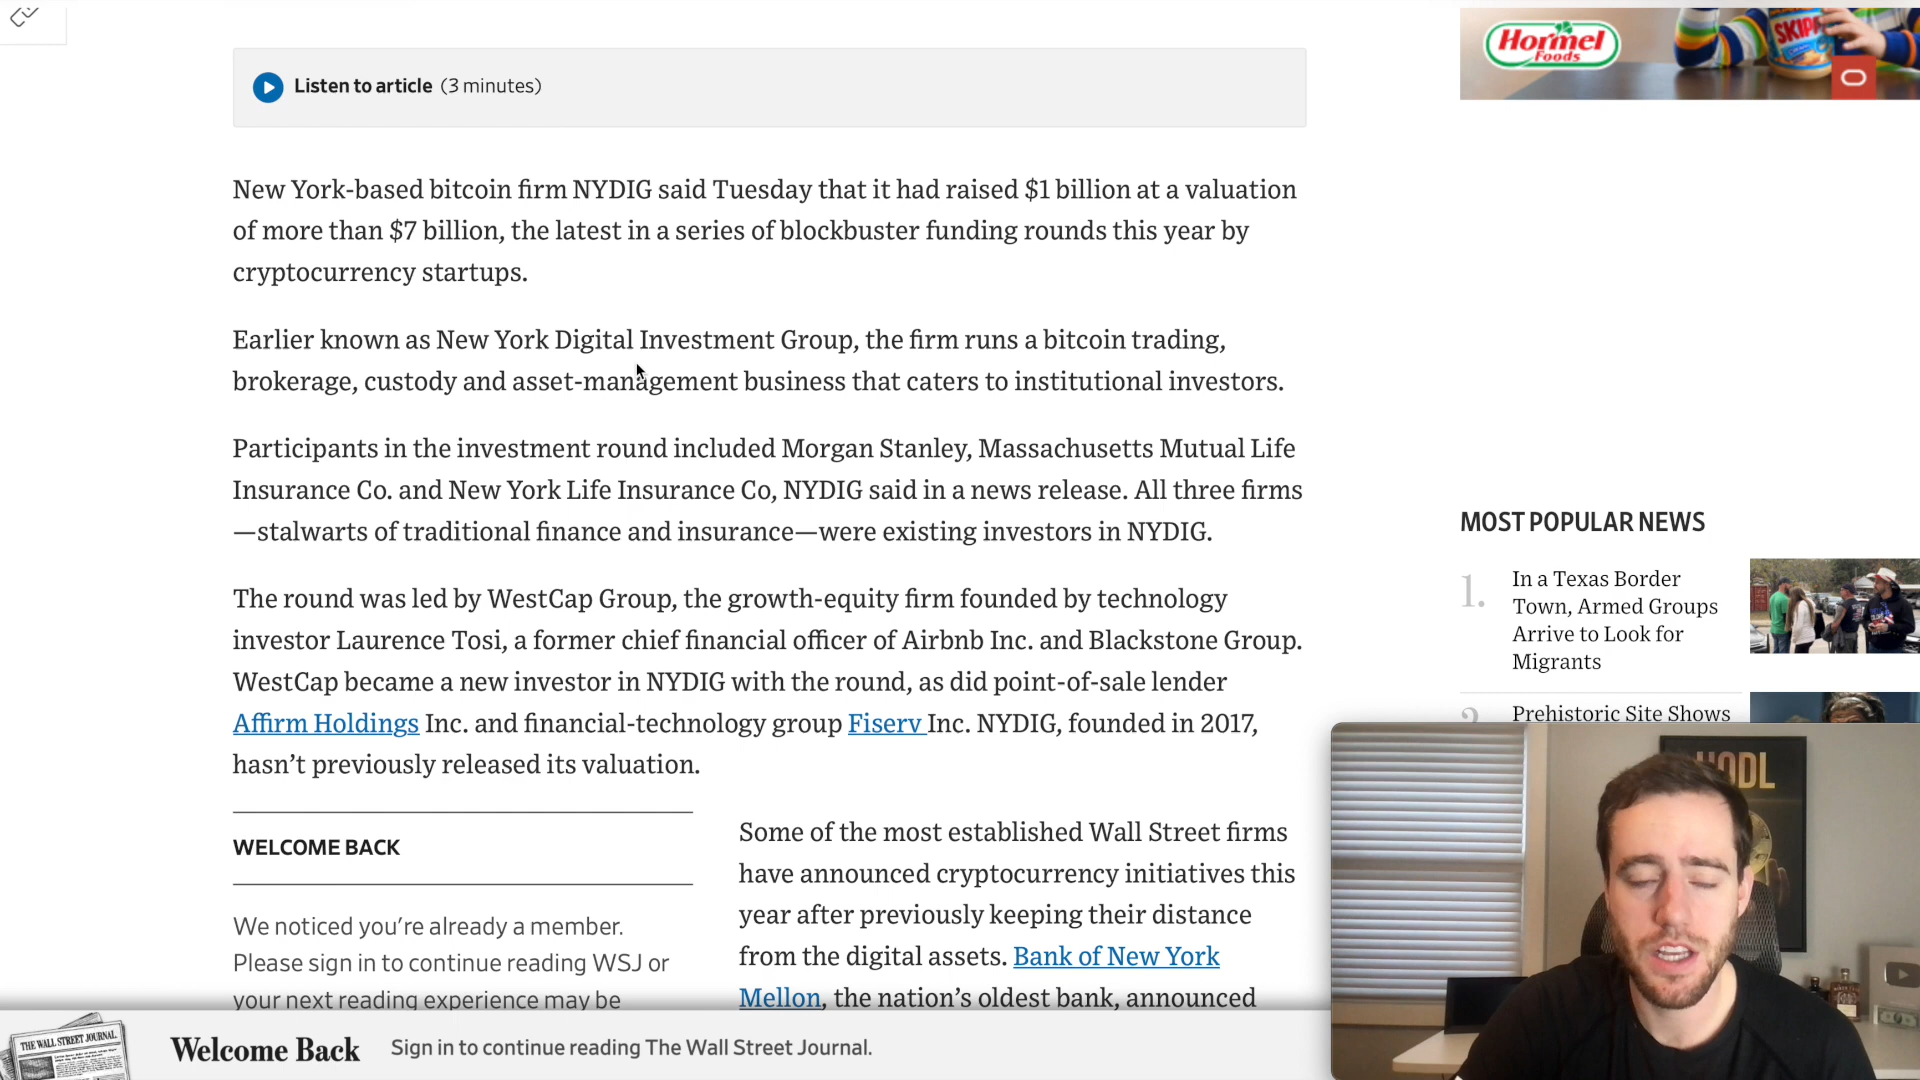 Hormel
Foods
SKIPP
Listen to article (3 minutes)
New York-based bitcoin firm NYDIG said Tuesday that it had raised $1 billion at a valuation
of more than $7 billion, the latest in a series of blockbuster funding rounds this year by
cryptocurrency startups.
Earlier known as New York Digital Investment Group, the firm runs a bitcoin trading,
brokerage, custody and asset-management business that caters to institutional investors.
Participants in the investment round included Morgan Stanley, Massachusetts Mutual Life
Insurance Co. and New York Life Insurance Co, NYDIG said in a news release. All three firms
—stalwarts of traditional finance and insurance—were existing investors in NYDIG.
The round was led by WestCap Group, the growth-equity firm founded by technology
investor Laurence Tosi, a former chief financial officer of Airbnb Inc. and Blackstone Group.
WestCap became a new investor in NYDIG with the round, as did point-of-sale lender
Affirm Holdings Inc. and financial-technology group Fiserv Inc. NYDIG, founded in 2017,
hasn’t previously released its valuation.
WELCOME BACK
We noticed you’re already a member.
Please sign in to continue reading WSJ or
your next reading experience may be
Some of the most established Wall Street firms
have announced cryptocurrency initiatives this
year after previously keeping their distance
from the digital assets. Bank of New York
Mellon, the nation’s oldest bank, announced
MOST POPULAR NEWS
1.
In a Texas Border
Town, Armed Groups
Arrive to Look for
Migrants
2.
Prehistoric Site Shows
HODL
THE WALL STREET JOURNAL.
Welcome Back
Sign in to continue reading The Wall Street Journal.